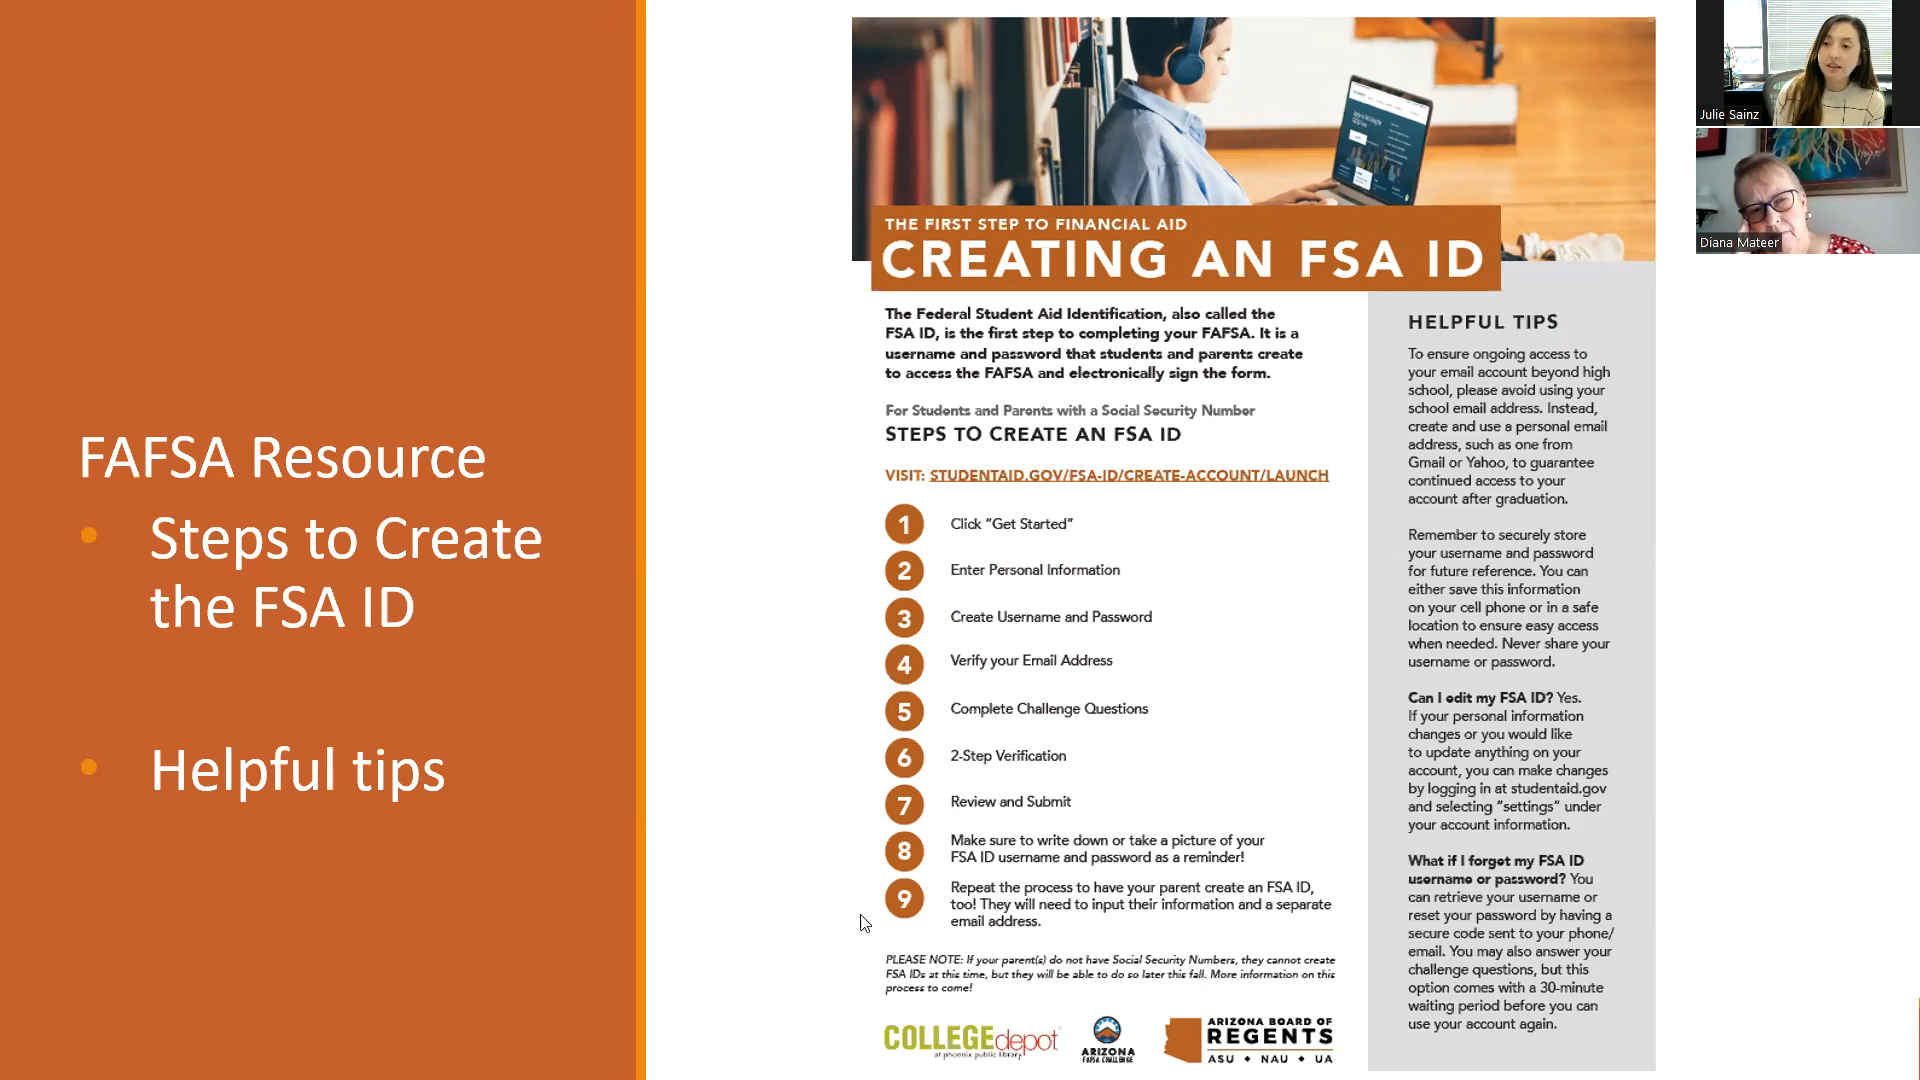 FAFSA Resource
• Steps to Create
the FSA ID
• Helpful tips
THE FIRST STEP TO FINANCIAL AID
CREATING AN FSA ID
The Federal Student Aid Identification, also called the
FSA ID, is the first step to completing your FAFSA. It is a
username and password that students and parents create
to access the FAFSA and electronically sign the form.
For Students and Parents with a Social Security Number
STEPS TO CREATE AN FSA ID
VISIT: STUDENTAID.GOV/FSA-ID/CREATE-ACCOUNT/LAUNCH
1 Click “Get Started”
2 Enter Personal Information
3 Create Username and Password
4 Verify your Email Address
5 Complete Challenge Questions
6 2-Step Verification
7 Review and Submit
8 Make sure to write down or take a picture of your
FSA ID username and password as a reminder!
9 Repeat the process to have your parent create an FSA ID,
too! They will need to input their information and a separate
email address.
PLEASE NOTE: If your parent(s) do not have Social Security Numbers, they cannot create
FSA IDs at this time, but they will be able to do so later this fall. More information on this
process to come!
COLLEGEdepot
at phoenix public library
ARIZONA
FAFSA CHALLENGE
ARIZONA BOARD OF
REGENTS
ASU ♦ NAU ♦ UA
HELPFUL TIPS
To ensure ongoing access to
your email account beyond high
school, please avoid using your
school email address. Instead,
create and use a personal email
address, such as one from
Gmail or Yahoo, to guarantee
continued access to your
account after graduation.
Remember to securely store
your username and password
for future reference. You can
either save this information
on your cell phone or in a safe
location to ensure easy access
when needed. Never share your
username or password.
Can I edit my FSA ID? Yes.
If your personal information
changes or you would like
to update anything on your
account, you can make changes
by logging in at studentaid.gov
and selecting “settings” under
your account information.
What if I forget my FSA ID
username or password? You
can retrieve your username or
reset your password by having a
secure code sent to your phone/
email. You may also answer your
challenge questions, but this
option comes with a 30-minute
waiting period before you can
use your account again.
Julie Sainz
Diana Mateer